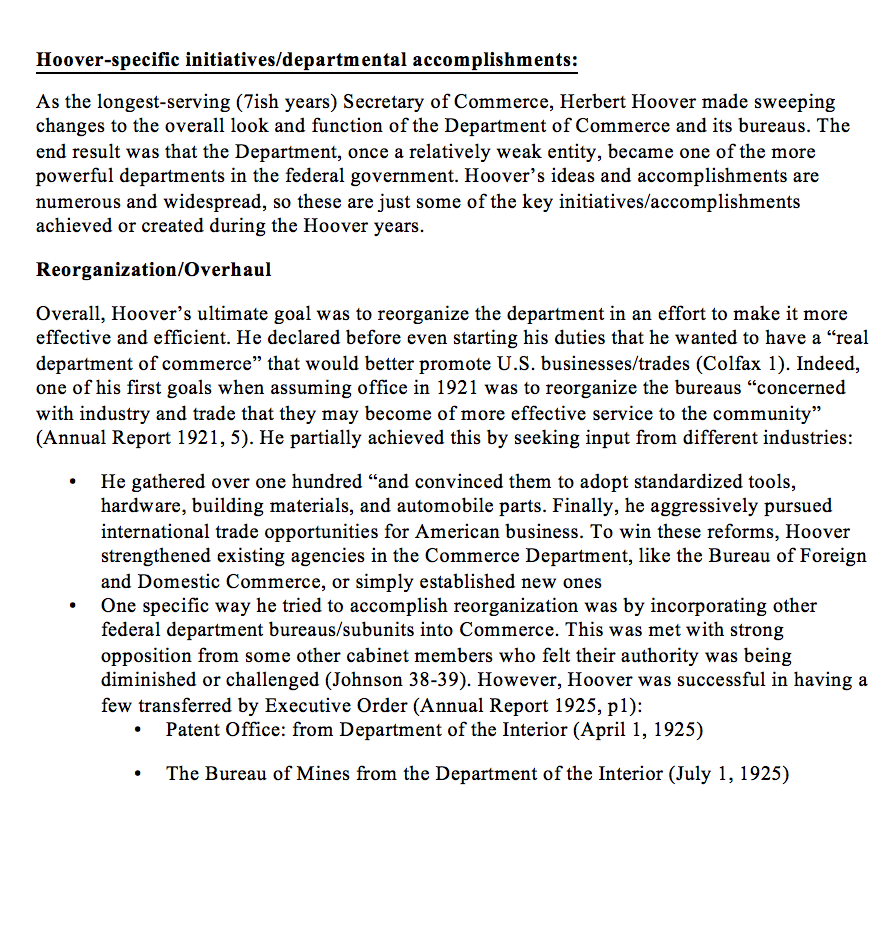 Hoover-specific initiatives/departmental accomplishments:
As the longest-serving (7ish years) Secretary of Commerce, Herbert Hoover made sweeping
changes to the overall look and function of the Department of Commerce and its bureaus. The
end result was that the Department, once a relatively weak entity, became one of the more
powerful departments in the federal government. Hoover’s ideas and accomplishments are
numerous and widespread, so these are just some of the key initiatives/accomplishments
achieved or created during the Hoover years.
Reorganization/Overhaul
Overall, Hoover’s ultimate goal was to reorganize the department in an effort to make it more
effective and efficient. He declared before even starting his duties that he wanted to have a “real
department of commerce” that would better promote U.S. businesses/trades (Colfax 1). Indeed,
one of his first goals when assuming office in 1921 was to reorganize the bureaus “concerned
with industry and trade that they may become of more effective service to the community”
(Annual Report 1921, 5). He partially achieved this by seeking input from different industries:
• He gathered over one hundred “and convinced them to adopt standardized tools,
hardware, building materials, and automobile parts. Finally, he aggressively pursued
international trade opportunities for American business. To win these reforms, Hoover
strengthened existing agencies in the Commerce Department, like the Bureau of Foreign
and Domestic Commerce, or simply established new ones
• One specific way he tried to accomplish reorganization was by incorporating other
federal department bureaus/subunits into Commerce. This was met with strong
opposition from some other cabinet members who felt their authority was being
diminished or challenged (Johnson 38-39). However, Hoover was successful in having a
few transferred by Executive Order (Annual Report 1925, p1):
• Patent Office: from Department of the Interior (April 1, 1925)
• The Bureau of Mines from the Department of the Interior (July 1, 1925)